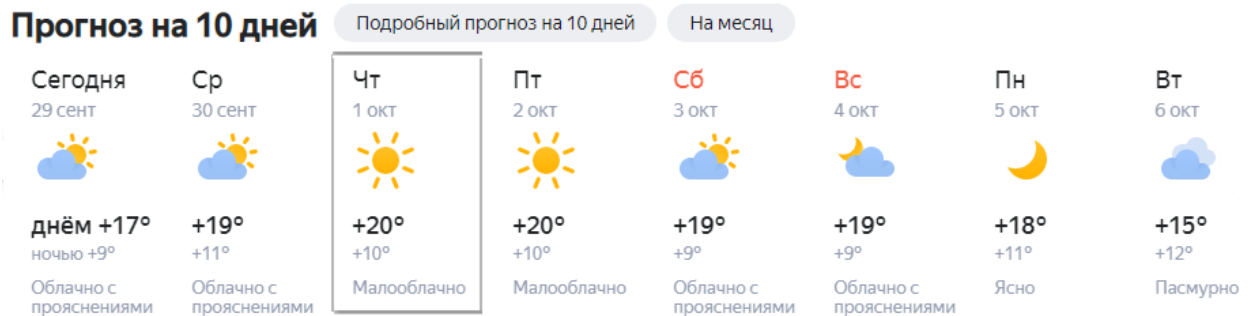 Прогноз на 10 дней Подробный прогноз на 10 дней На месяц
Сегодня Ср Чт Пт Сб Вс Пн Вт
29 сент 30 сент 1 окт 2 окт 3 окт 4 окт 5 окт 6 окт
днём +17° +19° +20° +20° +19° +19° +18° +15°
ночью +9° +11° +10° +10° +9° +9° +11° +12°
Облачно с Облачно с Малооблачно Малооблачно Облачно с Облачно с Ясно Пасмурно
прояснениями прояснениями прояснениями прояснениями